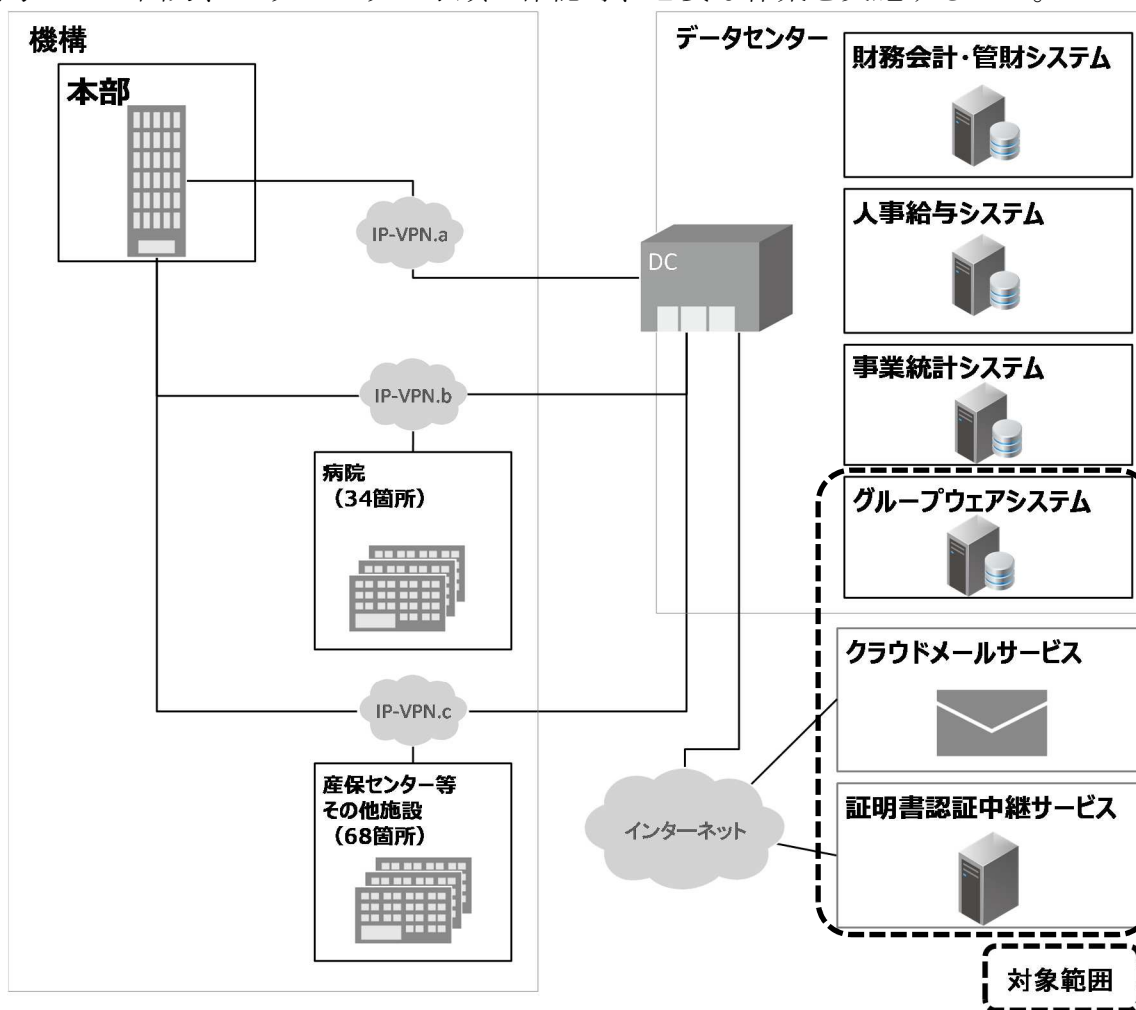 機構
本部
IP-VPN.a
IP-VPN.b
病院
（34箇所）
IP-VPN.c
産保センター等
その他施設
（68箇所）
データセンター
DC
財務会計・管財システム
人事給与システム
事業統計システム
グループウェアシステム
インターネット
クラウドメールサービス
証明書認証中継サービス
対象範囲